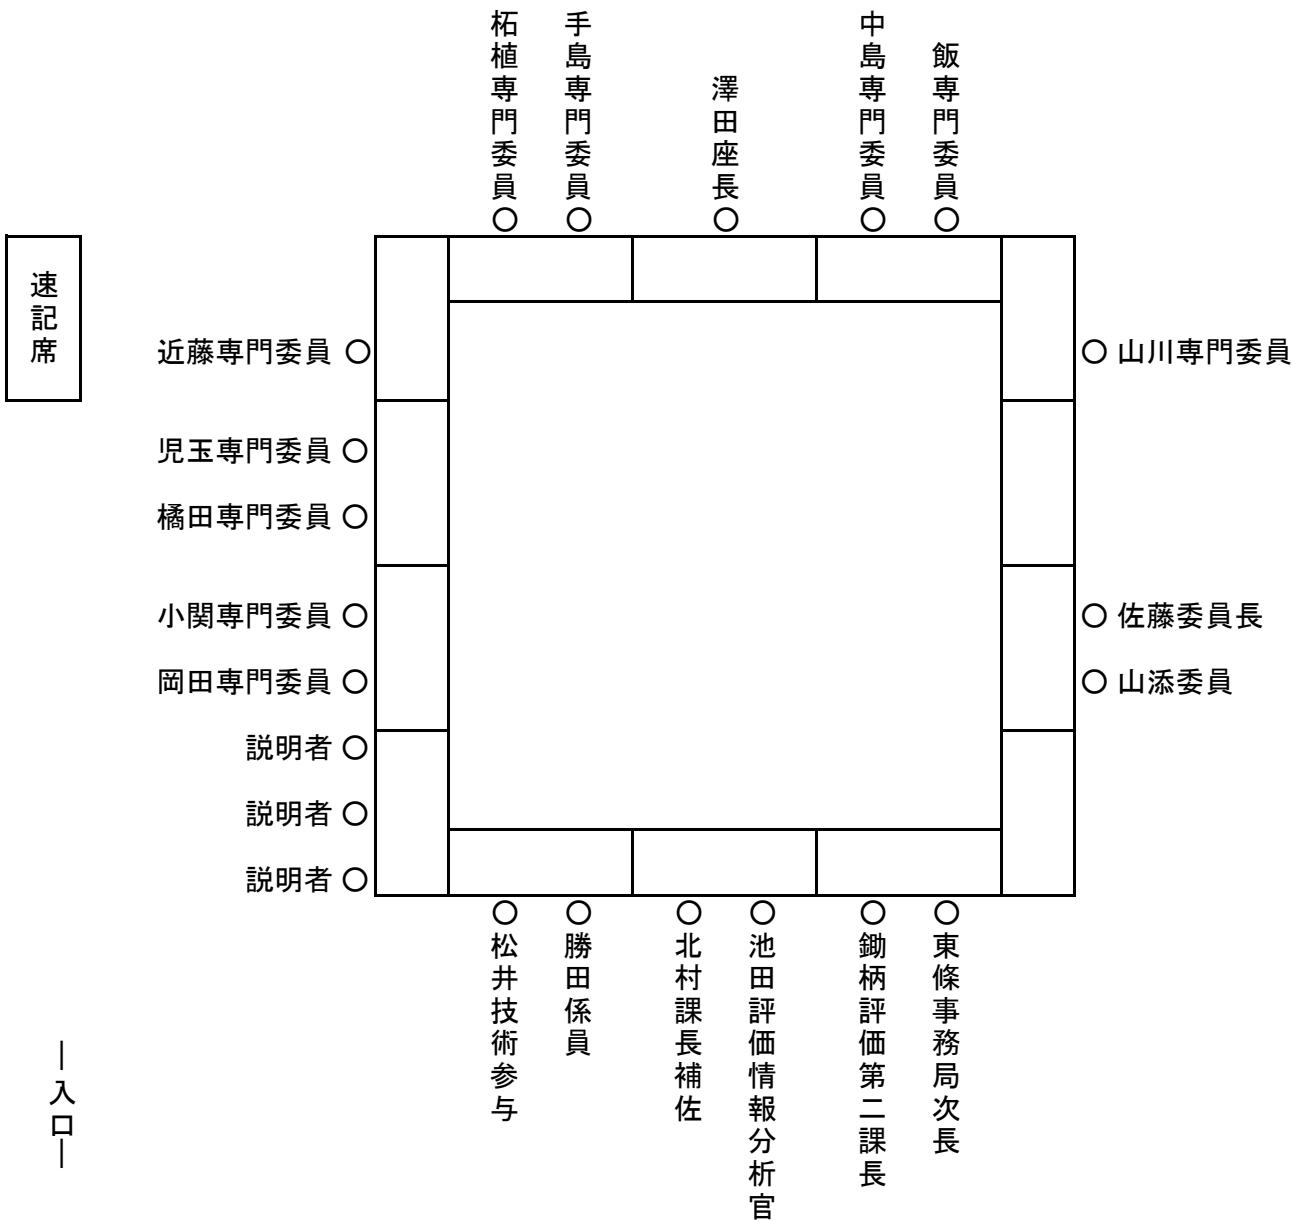 柘植専門委員
手島専門委員
澤田座長
中島専門委員
飯専門委員
速記席
近藤専門委員
山川専門委員
児玉専門委員
橘田専門委員
小関専門委員
佐藤委員長
岡田専門委員
山添委員
説明者
説明者
説明者
松井技術参与
勝田係員
北村課長補佐
池田評価情報分析官
鋤柄評価第二課長
東條事務局次長
入口